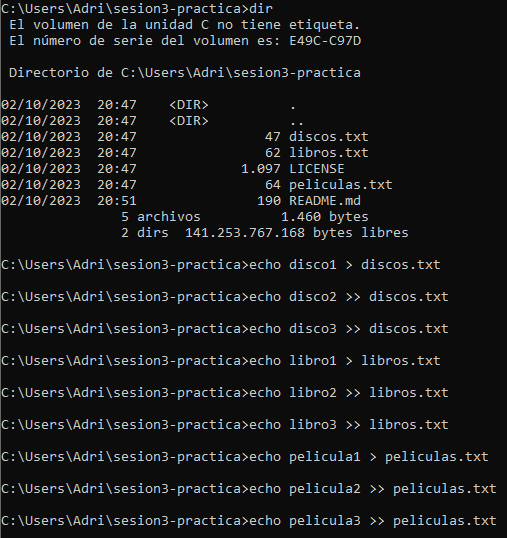 C:\Users\Adri\sesion3-practica>dir
El volumen de la unidad C no tiene etiqueta.
El número de serie del volumen es: E49C-C97D
Directorio de C:\Users\Adri\sesion3-practica
02/10/2023  20:47    <DIR>          .
02/10/2023  20:47    <DIR>          ..
02/10/2023  20:47                47 discos.txt
02/10/2023  20:47                62 libros.txt
02/10/2023  20:47             1.097 LICENSE
02/10/2023  20:47                64 peliculas.txt
02/10/2023  20:51               190 README.md
5 archivos          1.460 bytes
2 dirs  141.253.767.168 bytes libres
C:\Users\Adri\sesion3-practica>echo disco1 > discos.txt
C:\Users\Adri\sesion3-practica>echo disco2 >> discos.txt
C:\Users\Adri\sesion3-practica>echo disco3 >> discos.txt
C:\Users\Adri\sesion3-practica>echo libro1 > libros.txt
C:\Users\Adri\sesion3-practica>echo libro2 >> libros.txt
C:\Users\Adri\sesion3-practica>echo libro3 >> libros.txt
C:\Users\Adri\sesion3-practica>echo pelicula1 > peliculas.txt
C:\Users\Adri\sesion3-practica>echo pelicula2 >> peliculas.txt
C:\Users\Adri\sesion3-practica>echo pelicula3 >> peliculas.txt